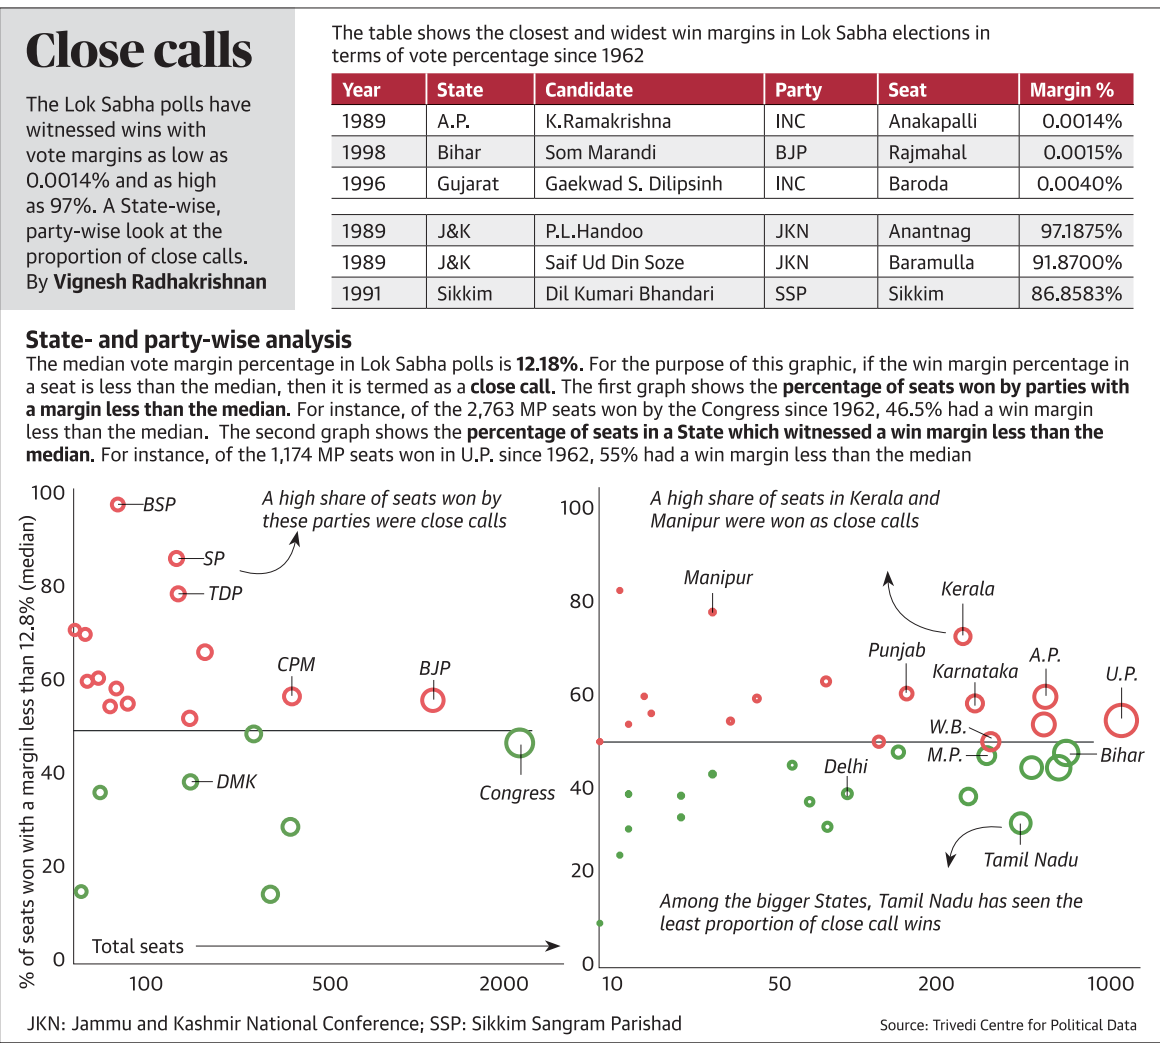 Close calls
The Lok Sabha polls have
witnessed wins with
vote margins as low as
0.0014% and as high
as 97%. A State-wise,
party-wise look at the
proportion of close calls.
By Vignesh Radhakrishnan
The table shows the closest and widest win margins in Lok Sabha elections in
terms of vote percentage since 1962
Year State Candidate Party Seat Margin %
1989 A.P. K.Ramakrishna INC Anakapalli 0.0014%
1998 Bihar Som Marandi BJP Rajmahal 0.0015%
1996 Gujarat Gaekwad S. Dilipsinh INC Baroda 0.0040%
1989 J&K P.L.Handoo JKN Anantnag 97.1875%
1989 J&K Saif Ud Din Soze JKN Baramulla 91.8700%
1991 Sikkim Dil Kumari Bhandari SSP Sikkim 86.8583%
State- and party-wise analysis
The median vote margin percentage in Lok Sabha polls is 12.18%. For the purpose of this graphic, if the win margin percentage in
a seat is less than the median, then it is termed as a close call. The first graph shows the percentage of seats won by parties with
a margin less than the median. For instance, of the 2,763 MP seats won by the Congress since 1962, 46.5% had a win margin
less than the median. The second graph shows the percentage of seats in a State which witnessed a win margin less than the
median. For instance, of the 1,174 MP seats won in U.P. since 1962, 55% had a win margin less than the median
% of seats won with a margin less than 12.8% (median)
100
80
60
40
20
0
A high share of seats won by
these parties were close calls
BSP
SP
TDP
CPM
BJP
DMK
Congress
Total seats
100 500 2000
100
80
60
40
20
0
A high share of seats in Kerala and
Manipur were won as close calls
Manipur
Kerala
Punjab
Karnataka
A.P.
U.P.
W.B.
M.P.
Bihar
Delhi
Tamil Nadu
Among the bigger States, Tamil Nadu has seen the
least proportion of close call wins
10 50 200 1000
JKN: Jammu and Kashmir National Conference; SSP: Sikkim Sangram Parishad
Source: Trivedi Centre for Political Data